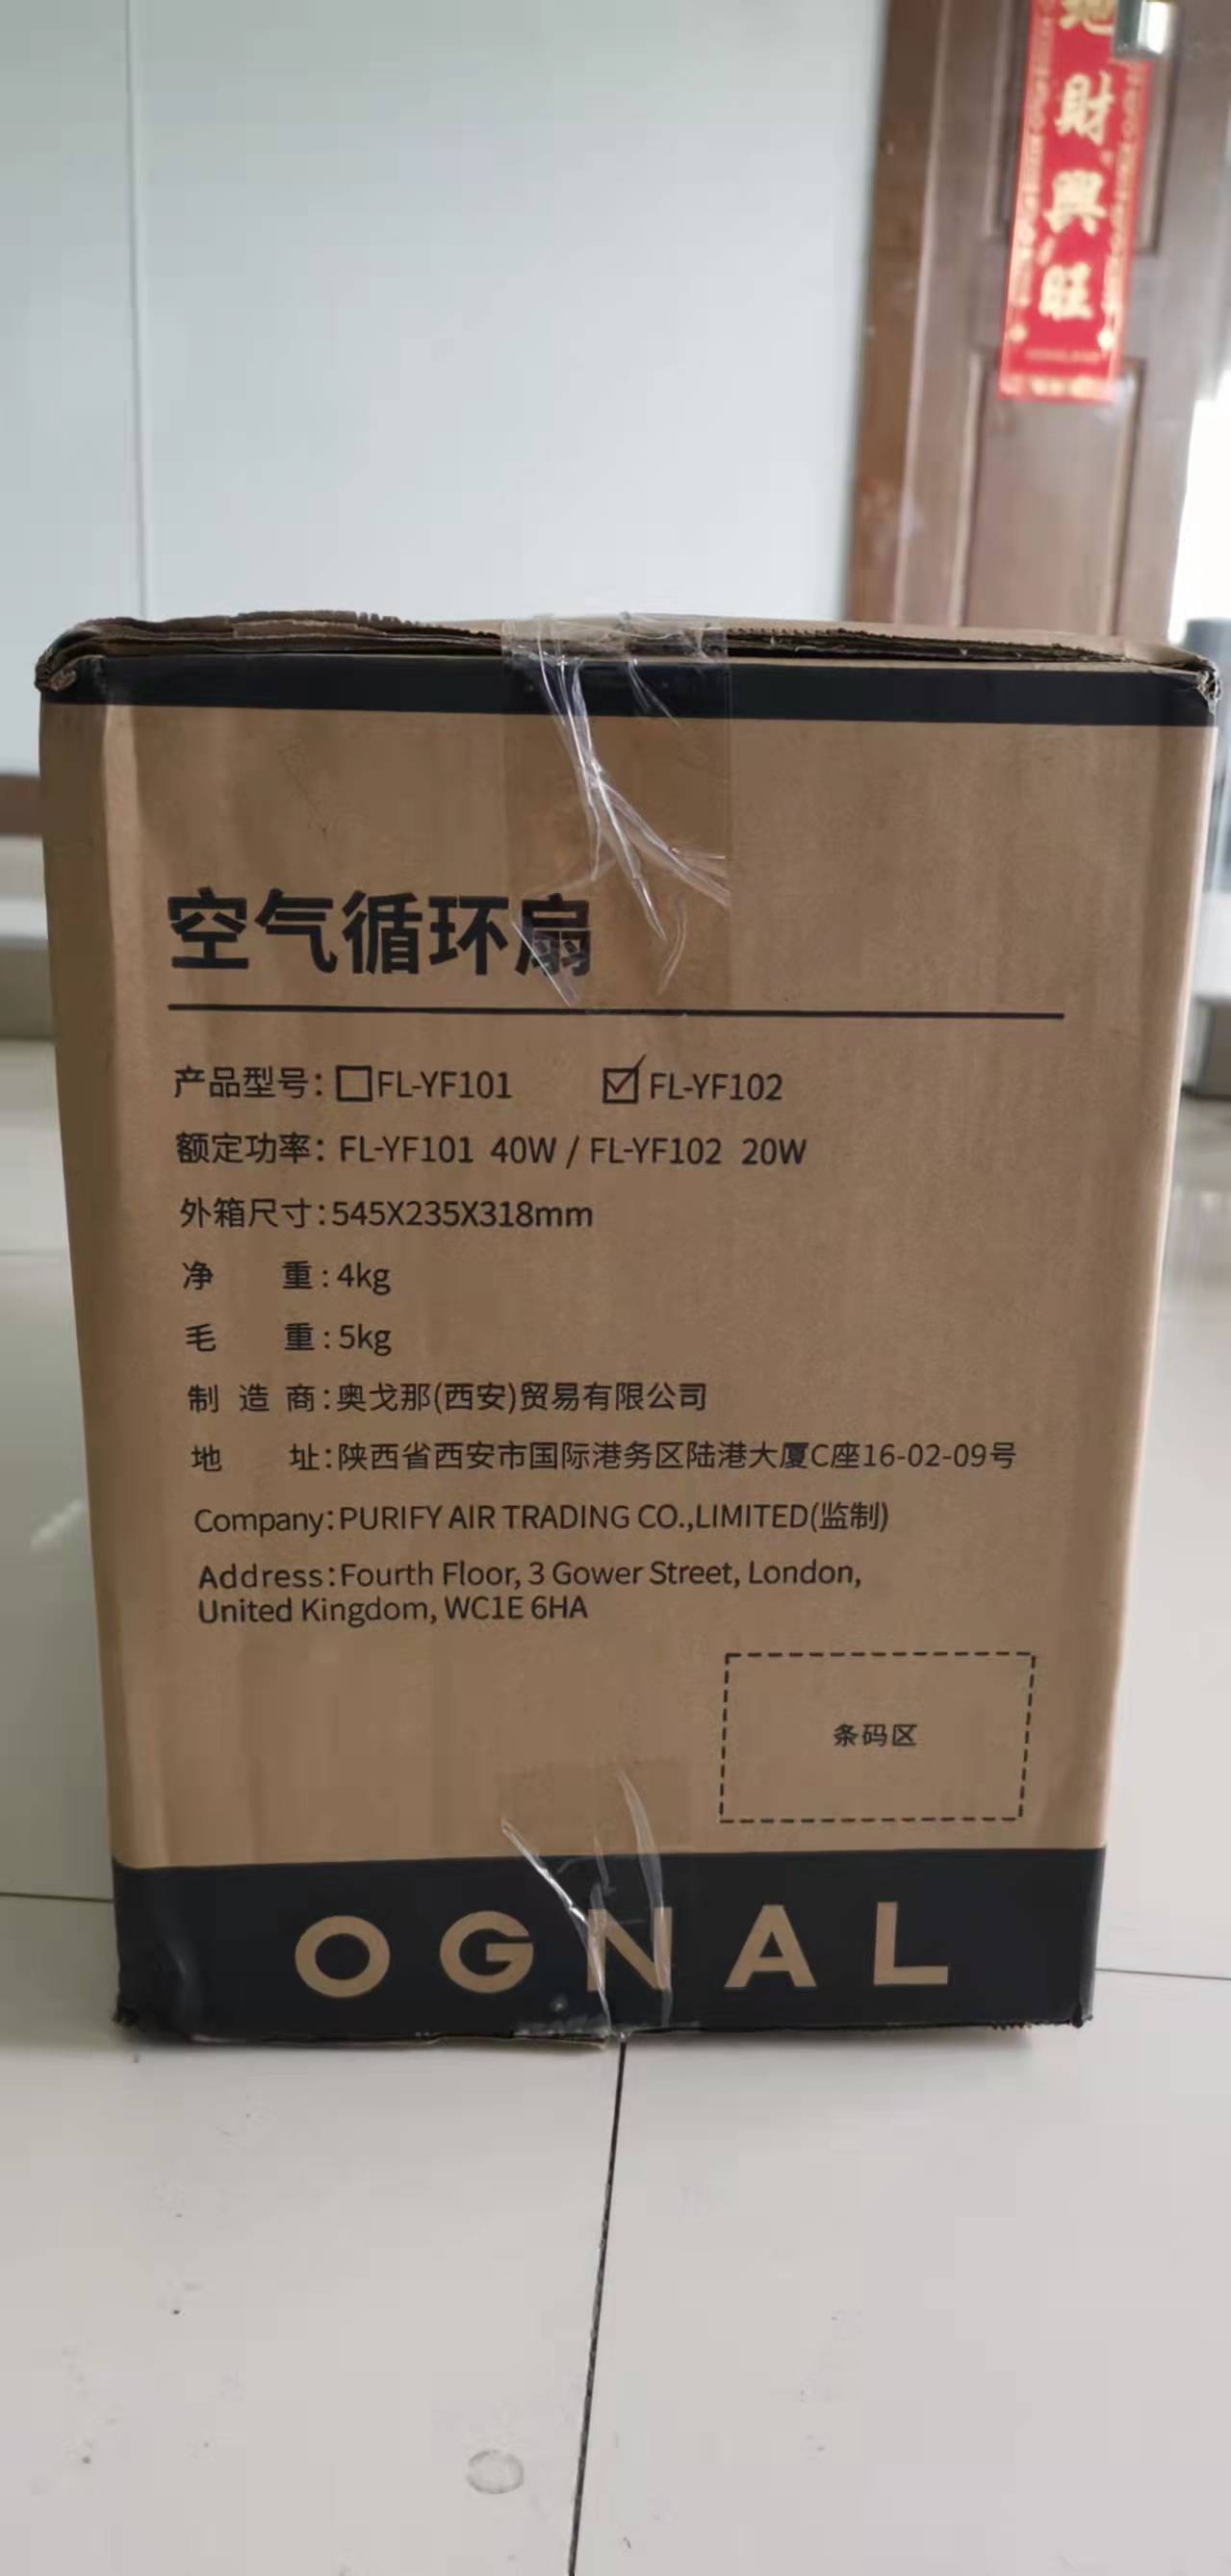 地
財
興
旺
空气循环扇
产品型号：□FL-YF101 ☑FL-YF102
额定功率：FL-YF101 40W / FL-YF102 20W
外箱尺寸：545X235X318mm
净 重：4kg
毛 重：5kg
制 造 商：奥戈那(西安)贸易有限公司
地 址：陕西省西安市国际港务区陆港大厦C座16-02-09号
Company:PURIFY AIR TRADING CO.,LIMITED(监制)
Address:Fourth Floor, 3 Gower Street, London,
United Kingdom, WC1E 6HA
条码区
OGNAL